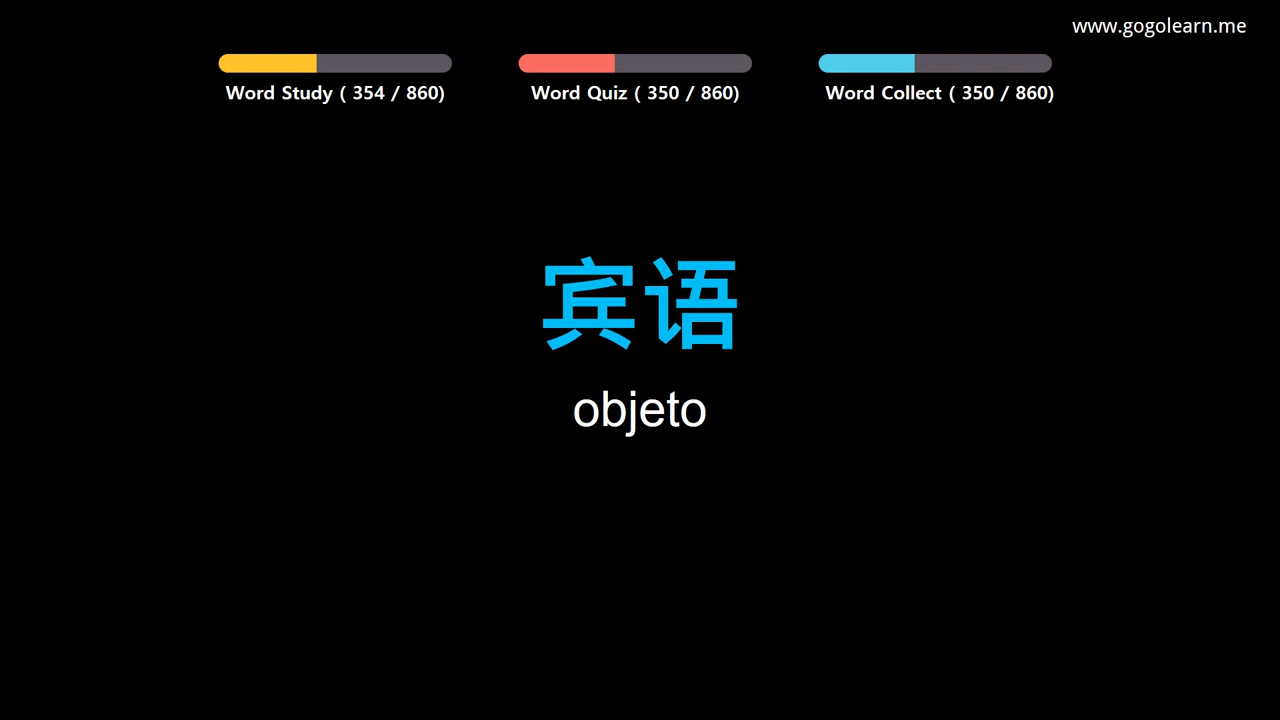 www.gogolearn.me
Word Study ( 354 / 860)
Word Quiz ( 350 / 860)
Word Collect ( 350 / 860)
宾语
objeto